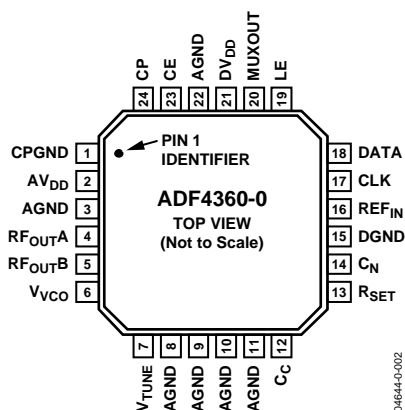 CP
CE
AGND
DVDD
MUXOUT
LE
24
23
22
21
20
19
PIN 1
IDENTIFIER
CPGND 1
AVDD 2
AGND 3
RFOUTA 4
RFOUTB 5
VVCO 6
ADF4360-0
TOP VIEW
(Not to Scale)
18 DATA
17 CLK
16 REFIN
15 DGND
14 CN
13 RSET
7
8
9
10
11
12
VTUNE
AGND
AGND
AGND
AGND
CC
04644-0-002